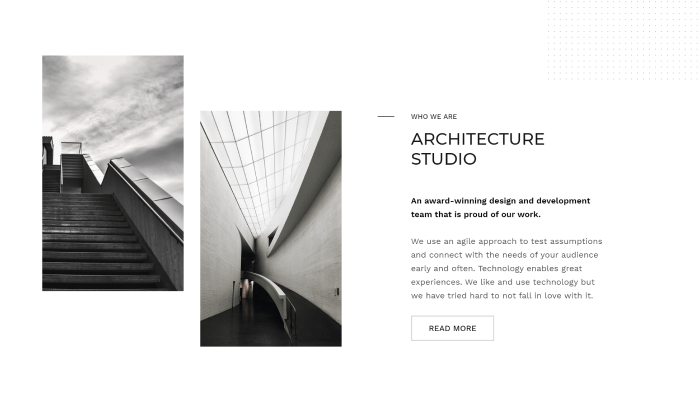 WHO WE ARE
ARCHITECTURE
STUDIO
An award-winning design and development
team that is proud of our work.
We use an agile approach to test assumptions
and connect with the needs of your audience
early and often. Technology enables great
experiences. We like and use technology but
we have tried hard to not fall in love with it.
READ MORE